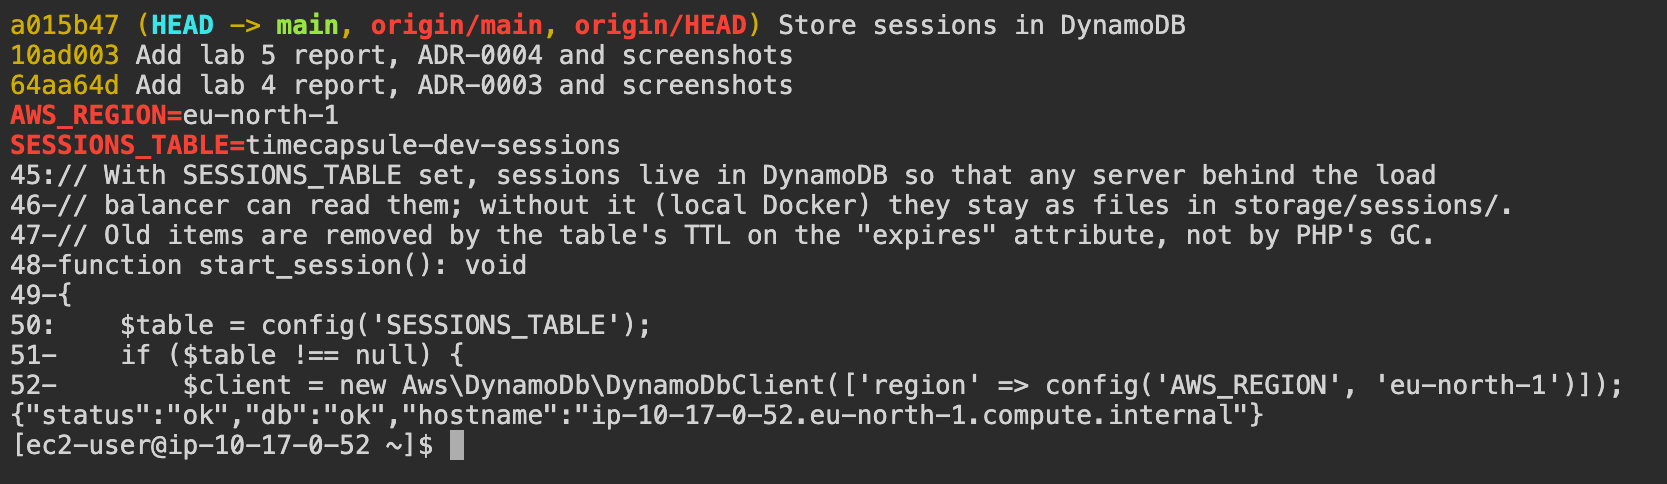 a015b47 (HEAD -> main, origin/main, origin/HEAD) Store sessions in DynamoDB
10ad003 Add lab 5 report, ADR-0004 and screenshots
64aa64d Add lab 4 report, ADR-0003 and screenshots
AWS_REGION=eu-north-1
SESSIONS_TABLE=timecapsule-dev-sessions
45:// With SESSIONS_TABLE set, sessions live in DynamoDB so that any server behind the load
46-// balancer can read them; without it (local Docker) they stay as files in storage/sessions/.
47-// Old items are removed by the table's TTL on the "expires" attribute, not by PHP's GC.
48-function start_session(): void
49-{
50:    $table = config('SESSIONS_TABLE');
51-    if ($table !== null) {
52-        $client = new Aws\DynamoDb\DynamoDbClient(['region' => config('AWS_REGION', 'eu-north-1')]);
{"status":"ok","db":"ok","hostname":"ip-10-17-0-52.eu-north-1.compute.internal"}
[ec2-user@ip-10-17-0-52 ~]$